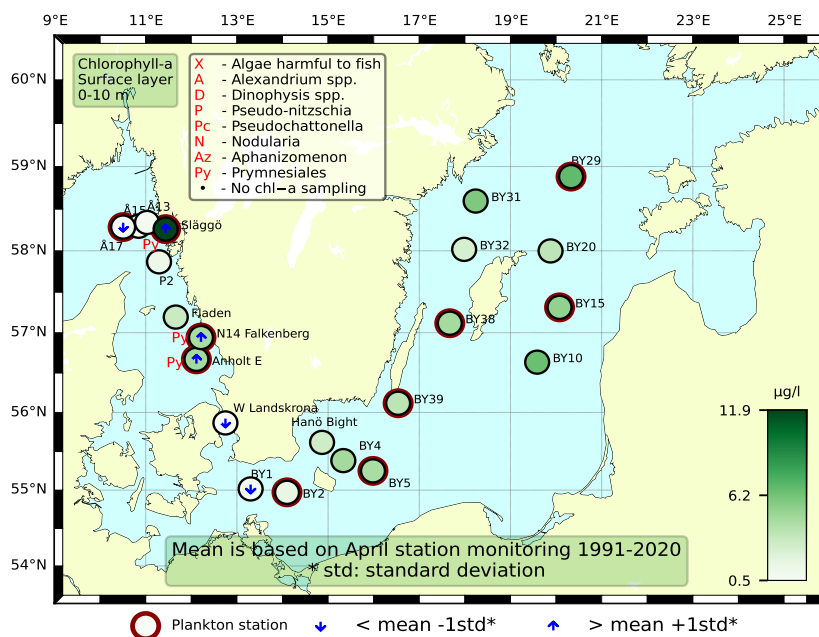 9°E 11°E 13°E 15°E 17°E 19°E 21°E 23°E 25°E
60°N
59°N
58°N
57°N
56°N
55°N
54°N
Chlorophyll-a
Surface layer
0-10 m
X - Algae harmful to fish
A - Alexandrium spp.
D - Dinophysis spp.
P - Pseudo-nitzschia
Pc - Pseudochattonella
N - Nodularia
Az - Aphanizomenon
Py - Prymnesiales
• - No chl−a sampling
BY29
BY31
Å15 Å13
Släggö
Å17
Py
BY32
BY20
P2
BY15
Fladen
BY38
Py N14 Falkenberg
Py Anholt E
BY10
BY39
W Landskrona
Hanö Bight
BY4
BY1
BY5
BY2
µg/l
11.9
6.2
0.5
Mean is based on April station monitoring 1991-2020
* std: standard deviation
Plankton station
< mean -1std*
> mean +1std*